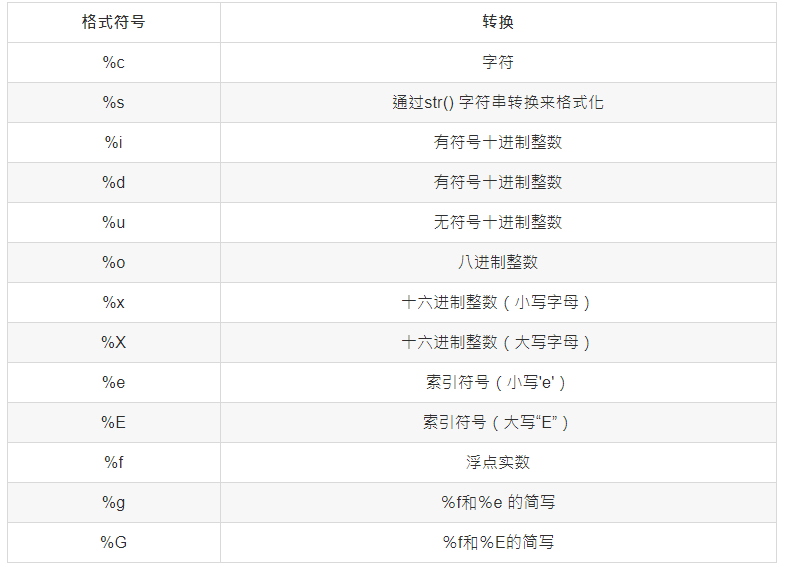 格式符号 转换
%c 字符
%s 通过str() 字符串转换来格式化
%i 有符号十进制整数
%d 有符号十进制整数
%u 无符号十进制整数
%o 八进制整数
%x 十六进制整数（小写字母）
%X 十六进制整数（大写字母）
%e 索引符号（小写'e'）
%E 索引符号（大写“E”）
%f 浮点实数
%g %f和%e 的简写
%G %f和%E的简写